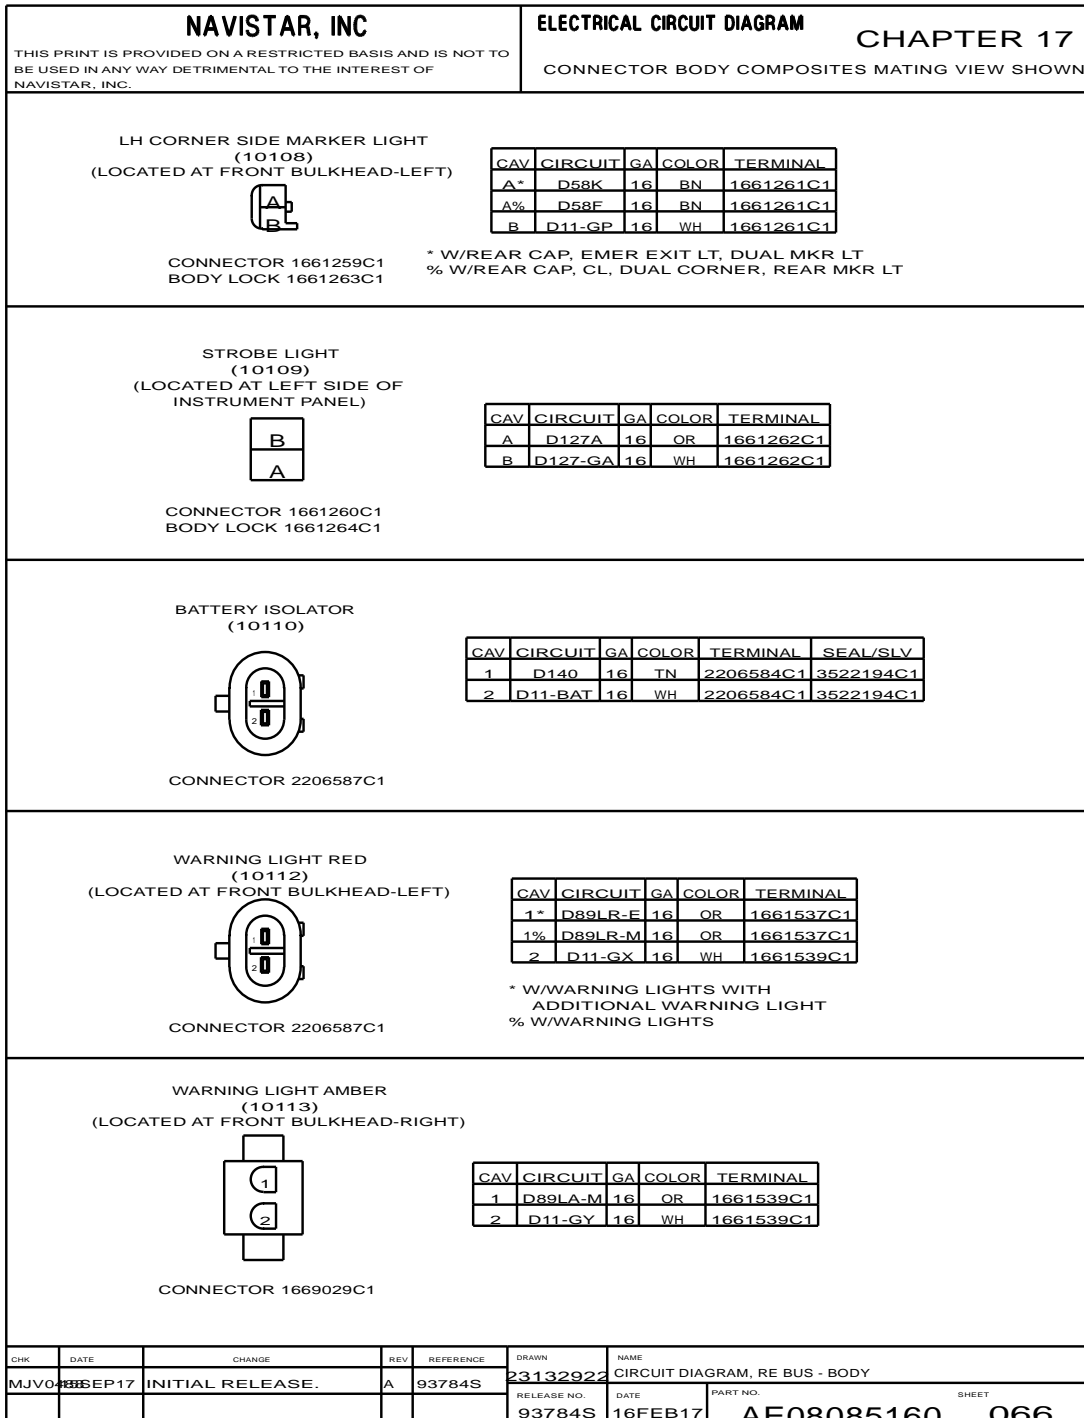 NAVISTAR, INC
THIS PRINT IS PROVIDED ON A RESTRICTED BASIS AND IS NOT TO
BE USED IN ANY WAY DETRIMENTAL TO THE INTEREST OF
NAVISTAR, INC.
ELECTRICAL CIRCUIT DIAGRAM
CHAPTER 17
CONNECTOR BODY COMPOSITES MATING VIEW SHOWN
LH CORNER SIDE MARKER LIGHT
(10108)
(LOCATED AT FRONT BULKHEAD-LEFT)
A
B
CONNECTOR 1661259C1
BODY LOCK 1661263C1
CAV CIRCUIT GA COLOR TERMINAL
A* D58K 16 BN 1661261C1
A% D58F 16 BN 1661261C1
B D11-GP 16 WH 1661261C1
* W/REAR CAP, EMER EXIT LT, DUAL MKR LT
% W/REAR CAP, CL, DUAL CORNER, REAR MKR LT
STROBE LIGHT
(10109)
(LOCATED AT LEFT SIDE OF
INSTRUMENT PANEL)
B
A
CONNECTOR 1661260C1
BODY LOCK 1661264C1
CAV CIRCUIT GA COLOR TERMINAL
A D127A 16 OR 1661262C1
B D127-GA 16 WH 1661262C1
BATTERY ISOLATOR
(10110)
1
2
CONNECTOR 2206587C1
CAV CIRCUIT GA COLOR TERMINAL SEAL/SLV
1 D140 16 TN 2206584C1 3522194C1
2 D11-BAT 16 WH 2206584C1 3522194C1
WARNING LIGHT RED
(10112)
(LOCATED AT FRONT BULKHEAD-LEFT)
1
2
CONNECTOR 2206587C1
CAV CIRCUIT GA COLOR TERMINAL
1* D89LR-E 16 OR 1661537C1
1% D89LR-M 16 OR 1661537C1
2 D11-GX 16 WH 1661539C1
* W/WARNING LIGHTS WITH
ADDITIONAL WARNING LIGHT
% W/WARNING LIGHTS
WARNING LIGHT AMBER
(10113)
(LOCATED AT FRONT BULKHEAD-RIGHT)
1
2
CONNECTOR 1669029C1
CAV CIRCUIT GA COLOR TERMINAL
1 D89LA-M 16 OR 1661539C1
2 D11-GY 16 WH 1661539C1
CHK DATE CHANGE REV REFERENCE
INITIAL RELEASE. A 93784S
DRAWN
23132922
NAME
CIRCUIT DIAGRAM, RE BUS - BODY
RELEASE NO.
93784S
DATE
16FEB17
PART NO.
AE08085160
SHEET
066